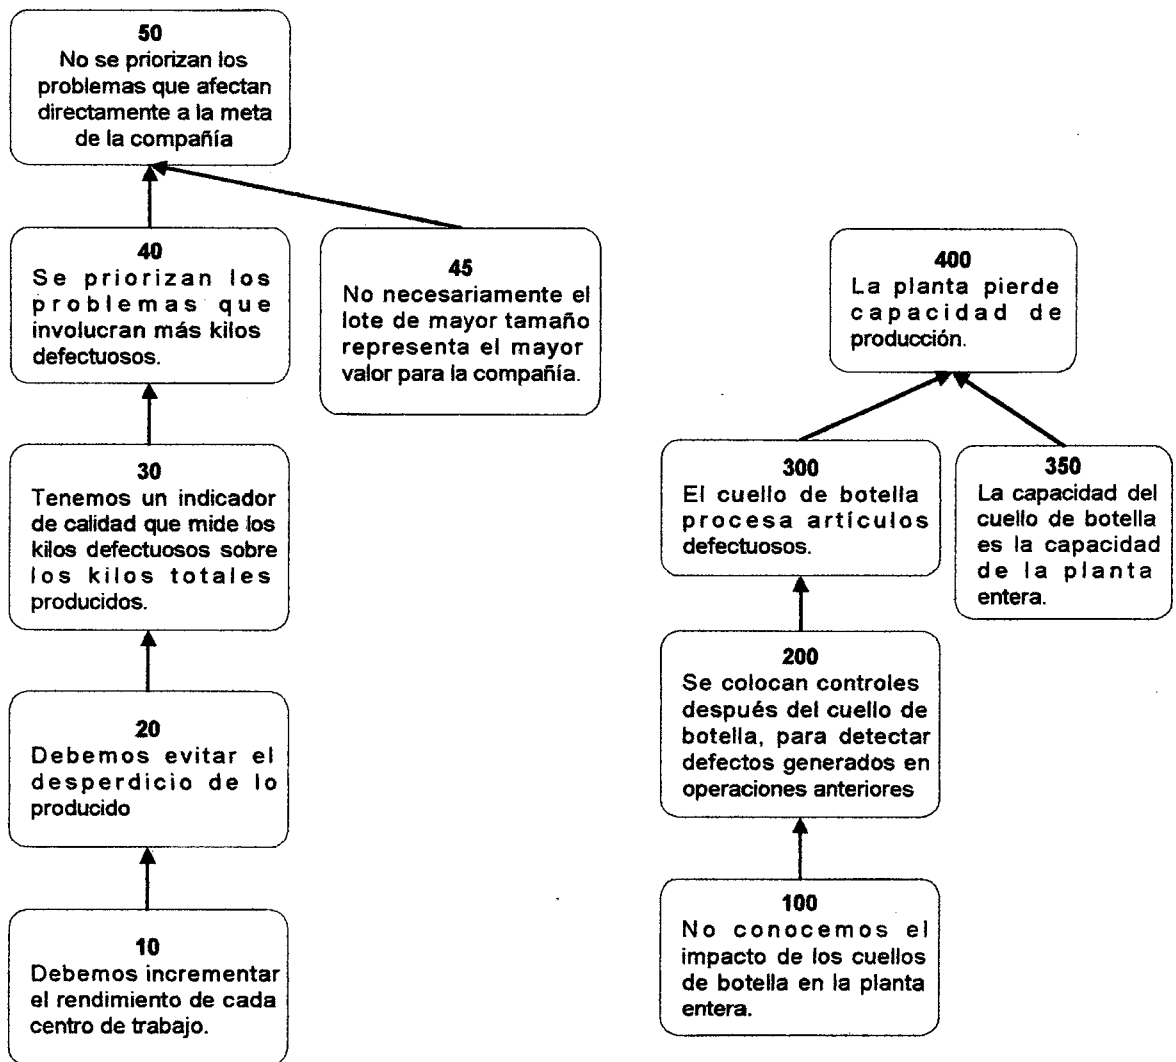 50
No se priorizan los
problemas que afectan
directamente a la meta
de la compañía
40
Se priorizan los
problemas que
involucran más kilos
defectuosos.
45
No necesariamente el
lote de mayor tamaño
representa el mayor
valor para la compañía.
30
Tenemos un indicador
de calidad que mide los
kilos defectuosos sobre
los kilos totales
producidos.
20
Debemos evitar el
desperdicio de lo
producido
10
Debemos incrementar
el rendimiento de cada
centro de trabajo.
400
La planta pierde
capacidad de
producción.
300
El cuello de botella
procesa artículos
defectuosos.
350
La capacidad del
cuello de botella
es la capacidad
de la planta
entera.
200
Se colocan controles
después del cuello de
botella, para detectar
defectos generados en
operaciones anteriores
100
No conocemos el
impacto de los cuellos
de botella en la planta
entera.